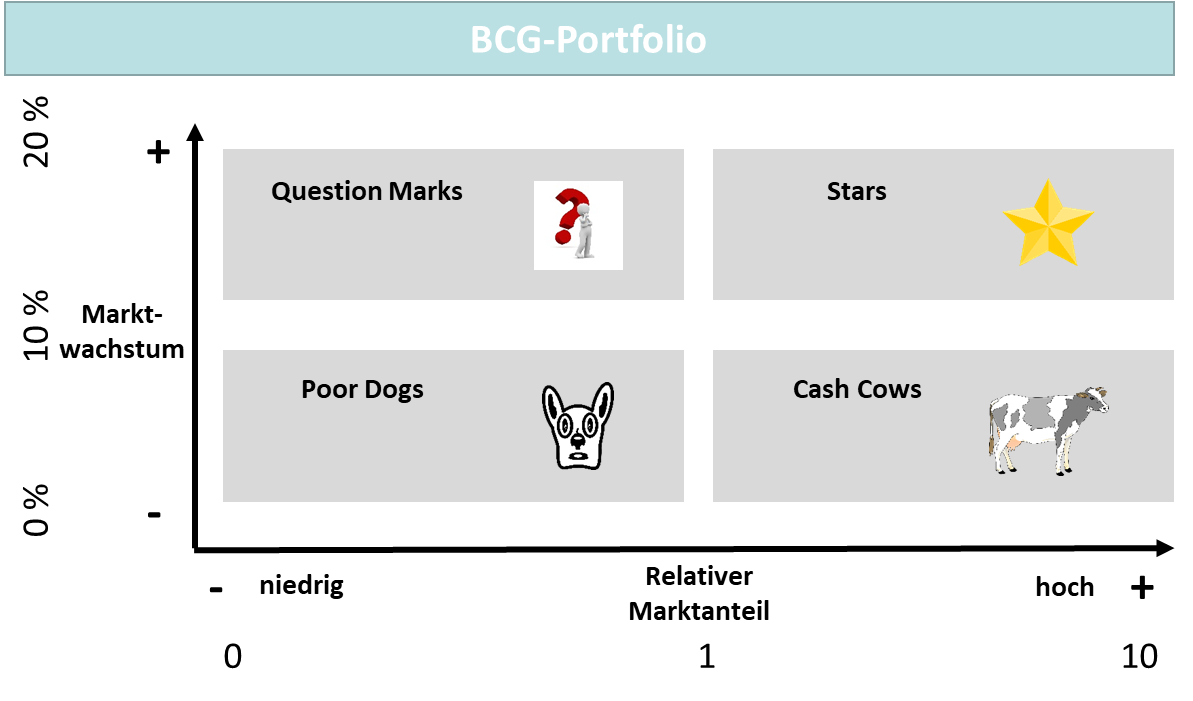 BCG-Portfolio
20 %
+
Question Marks
Stars
10 %
Markt-
wachstum
Poor Dogs
Cash Cows
0 %
-
- niedrig
Relativer
Marktanteil
hoch +
0
1
10